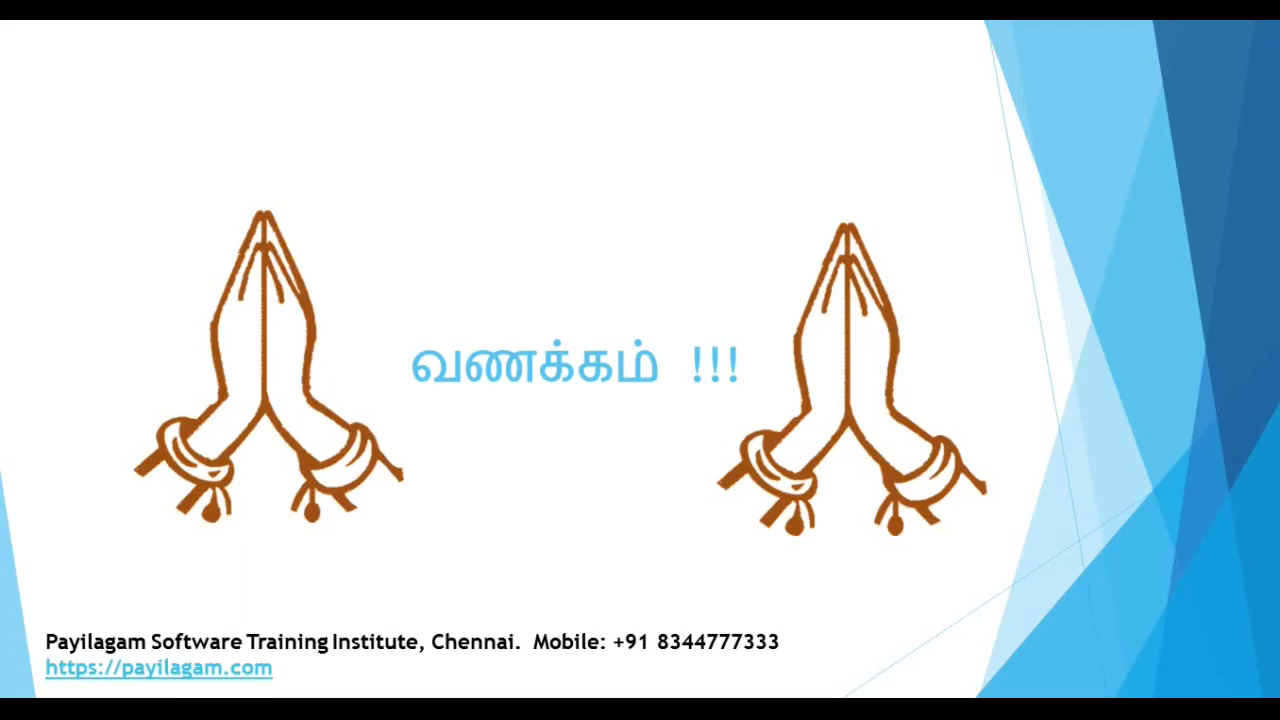 வணக்கம் !!!
Payilagam Software Training Institute, Chennai. Mobile: +91 8344777333
https://payilagam.com